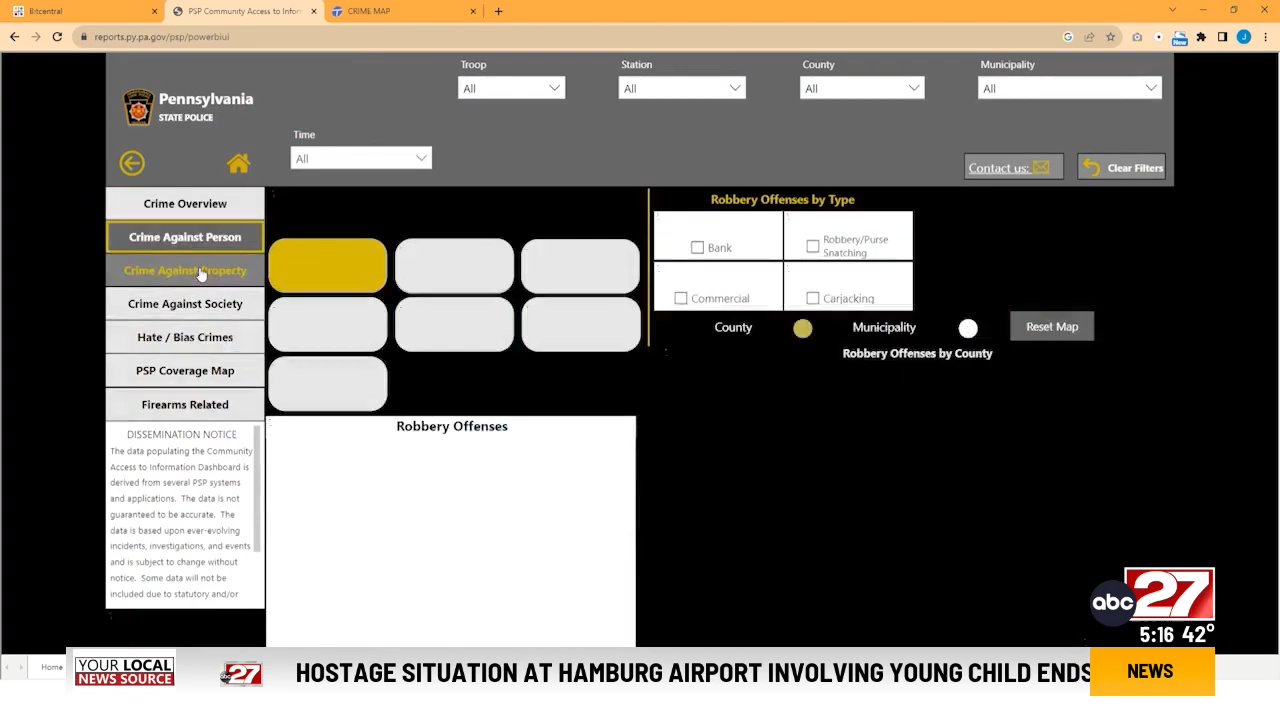 Bitcentral
PSP Community Access to Infor
CRIME MAP
reports.py.pa.gov/psp/powerbiui
New
J
Pennsylvania
STATE POLICE
Troop
All
Station
All
County
All
Municipality
All
Time
All
Contact us:
Clear Filters
Crime Overview
Crime Against Person
Crime Against Property
Crime Against Society
Hate / Bias Crimes
PSP Coverage Map
Firearms Related
DISSEMINATION NOTICE
The data populating the Community
Access to Information Dashboard is
derived from several PSP systems
and applications. The data is not
guaranteed to be accurate. The
data is based upon ever-evolving
incidents, investigations, and events
and is subject to change without
notice. Some data will not be
included due to statutory and/or
Robbery Offenses by Type
Bank
Robbery/Purse
Snatching
Commercial
Carjacking
County
Municipality
Reset Map
Robbery Offenses by County
Robbery Offenses
abc 27
5:16 42°
Home
YOUR LOCAL
NEWS SOURCE
abc 27
HOSTAGE SITUATION AT HAMBURG AIRPORT INVOLVING YOUNG CHILD ENDS
NEWS